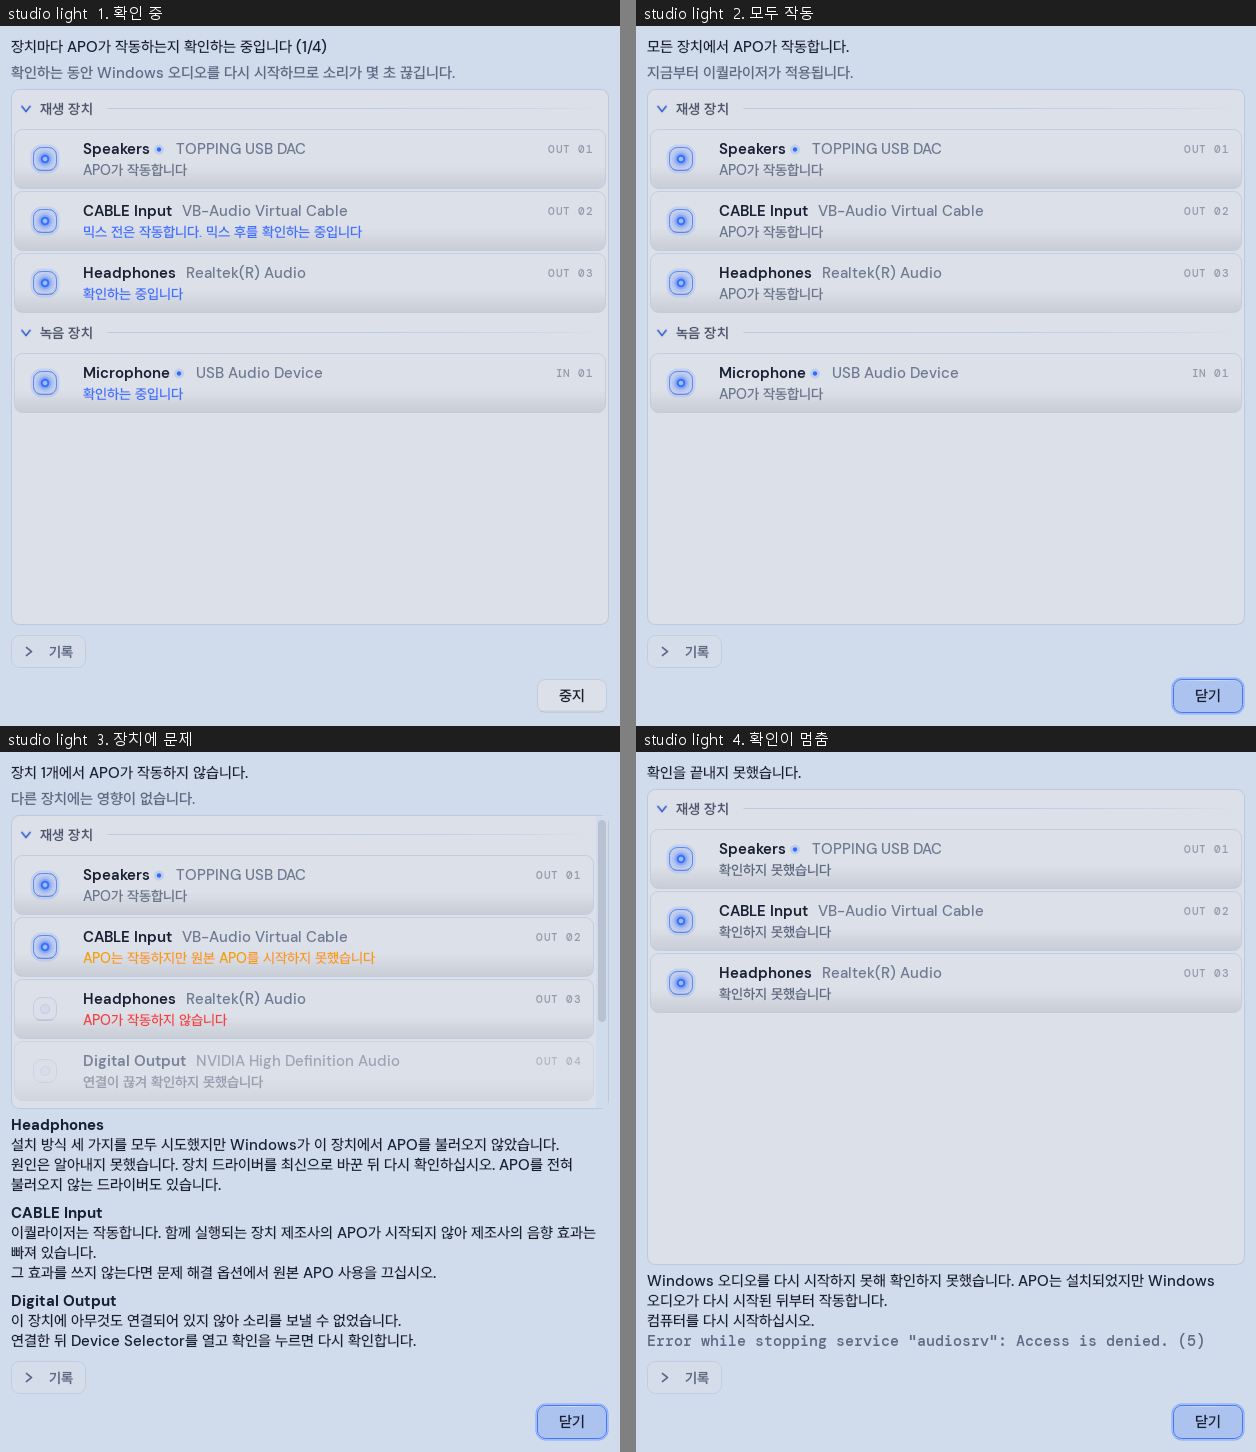 studio light 1. 확인 중
장치마다 APO가 작동하는지 확인하는 중입니다 (1/4)
확인하는 동안 Windows 오디오를 다시 시작하므로 소리가 몇 초 끊깁니다.
재생 장치
Speakers TOPPING USB DAC OUT 01
APO가 작동합니다
CABLE Input VB-Audio Virtual Cable OUT 02
믹스 전은 작동합니다. 믹스 후를 확인하는 중입니다
Headphones Realtek(R) Audio OUT 03
확인하는 중입니다
녹음 장치
Microphone USB Audio Device IN 01
확인하는 중입니다
기록
중지
studio light 2. 모두 작동
모든 장치에서 APO가 작동합니다.
지금부터 이퀄라이저가 적용됩니다.
재생 장치
Speakers TOPPING USB DAC OUT 01
APO가 작동합니다
CABLE Input VB-Audio Virtual Cable OUT 02
APO가 작동합니다
Headphones Realtek(R) Audio OUT 03
APO가 작동합니다
녹음 장치
Microphone USB Audio Device IN 01
APO가 작동합니다
기록
닫기
studio light 3. 장치에 문제
장치 1개에서 APO가 작동하지 않습니다.
다른 장치에는 영향이 없습니다.
재생 장치
Speakers TOPPING USB DAC OUT 01
APO가 작동합니다
CABLE Input VB-Audio Virtual Cable OUT 02
APO는 작동하지만 원본 APO를 시작하지 못했습니다
Headphones Realtek(R) Audio OUT 03
APO가 작동하지 않습니다
Digital Output NVIDIA High Definition Audio OUT 04
연결이 끊겨 확인하지 못했습니다
Headphones
설치 방식 세 가지를 모두 시도했지만 Windows가 이 장치에서 APO를 불러오지 않았습니다.
원인은 알아내지 못했습니다. 장치 드라이버를 최신으로 바꾼 뒤 다시 확인하십시오. APO를 전혀
불러오지 않는 드라이버도 있습니다.
CABLE Input
이퀄라이저는 작동합니다. 함께 실행되는 장치 제조사의 APO가 시작되지 않아 제조사의 음향 효과는
빠져 있습니다.
그 효과를 쓰지 않는다면 문제 해결 옵션에서 원본 APO 사용을 끄십시오.
Digital Output
이 장치에 아무것도 연결되어 있지 않아 소리를 보낼 수 없었습니다.
연결한 뒤 Device Selector를 열고 확인을 누르면 다시 확인합니다.
기록
닫기
studio light 4. 확인이 멈춤
확인을 끝내지 못했습니다.
재생 장치
Speakers TOPPING USB DAC OUT 01
확인하지 못했습니다
CABLE Input VB-Audio Virtual Cable OUT 02
확인하지 못했습니다
Headphones Realtek(R) Audio OUT 03
확인하지 못했습니다
Windows 오디오를 다시 시작하지 못해 확인하지 못했습니다. APO는 설치되었지만 Windows
오디오가 다시 시작된 뒤부터 작동합니다.
컴퓨터를 다시 시작하십시오.
Error while stopping service "audiosrv": Access is denied. (5)
기록
닫기